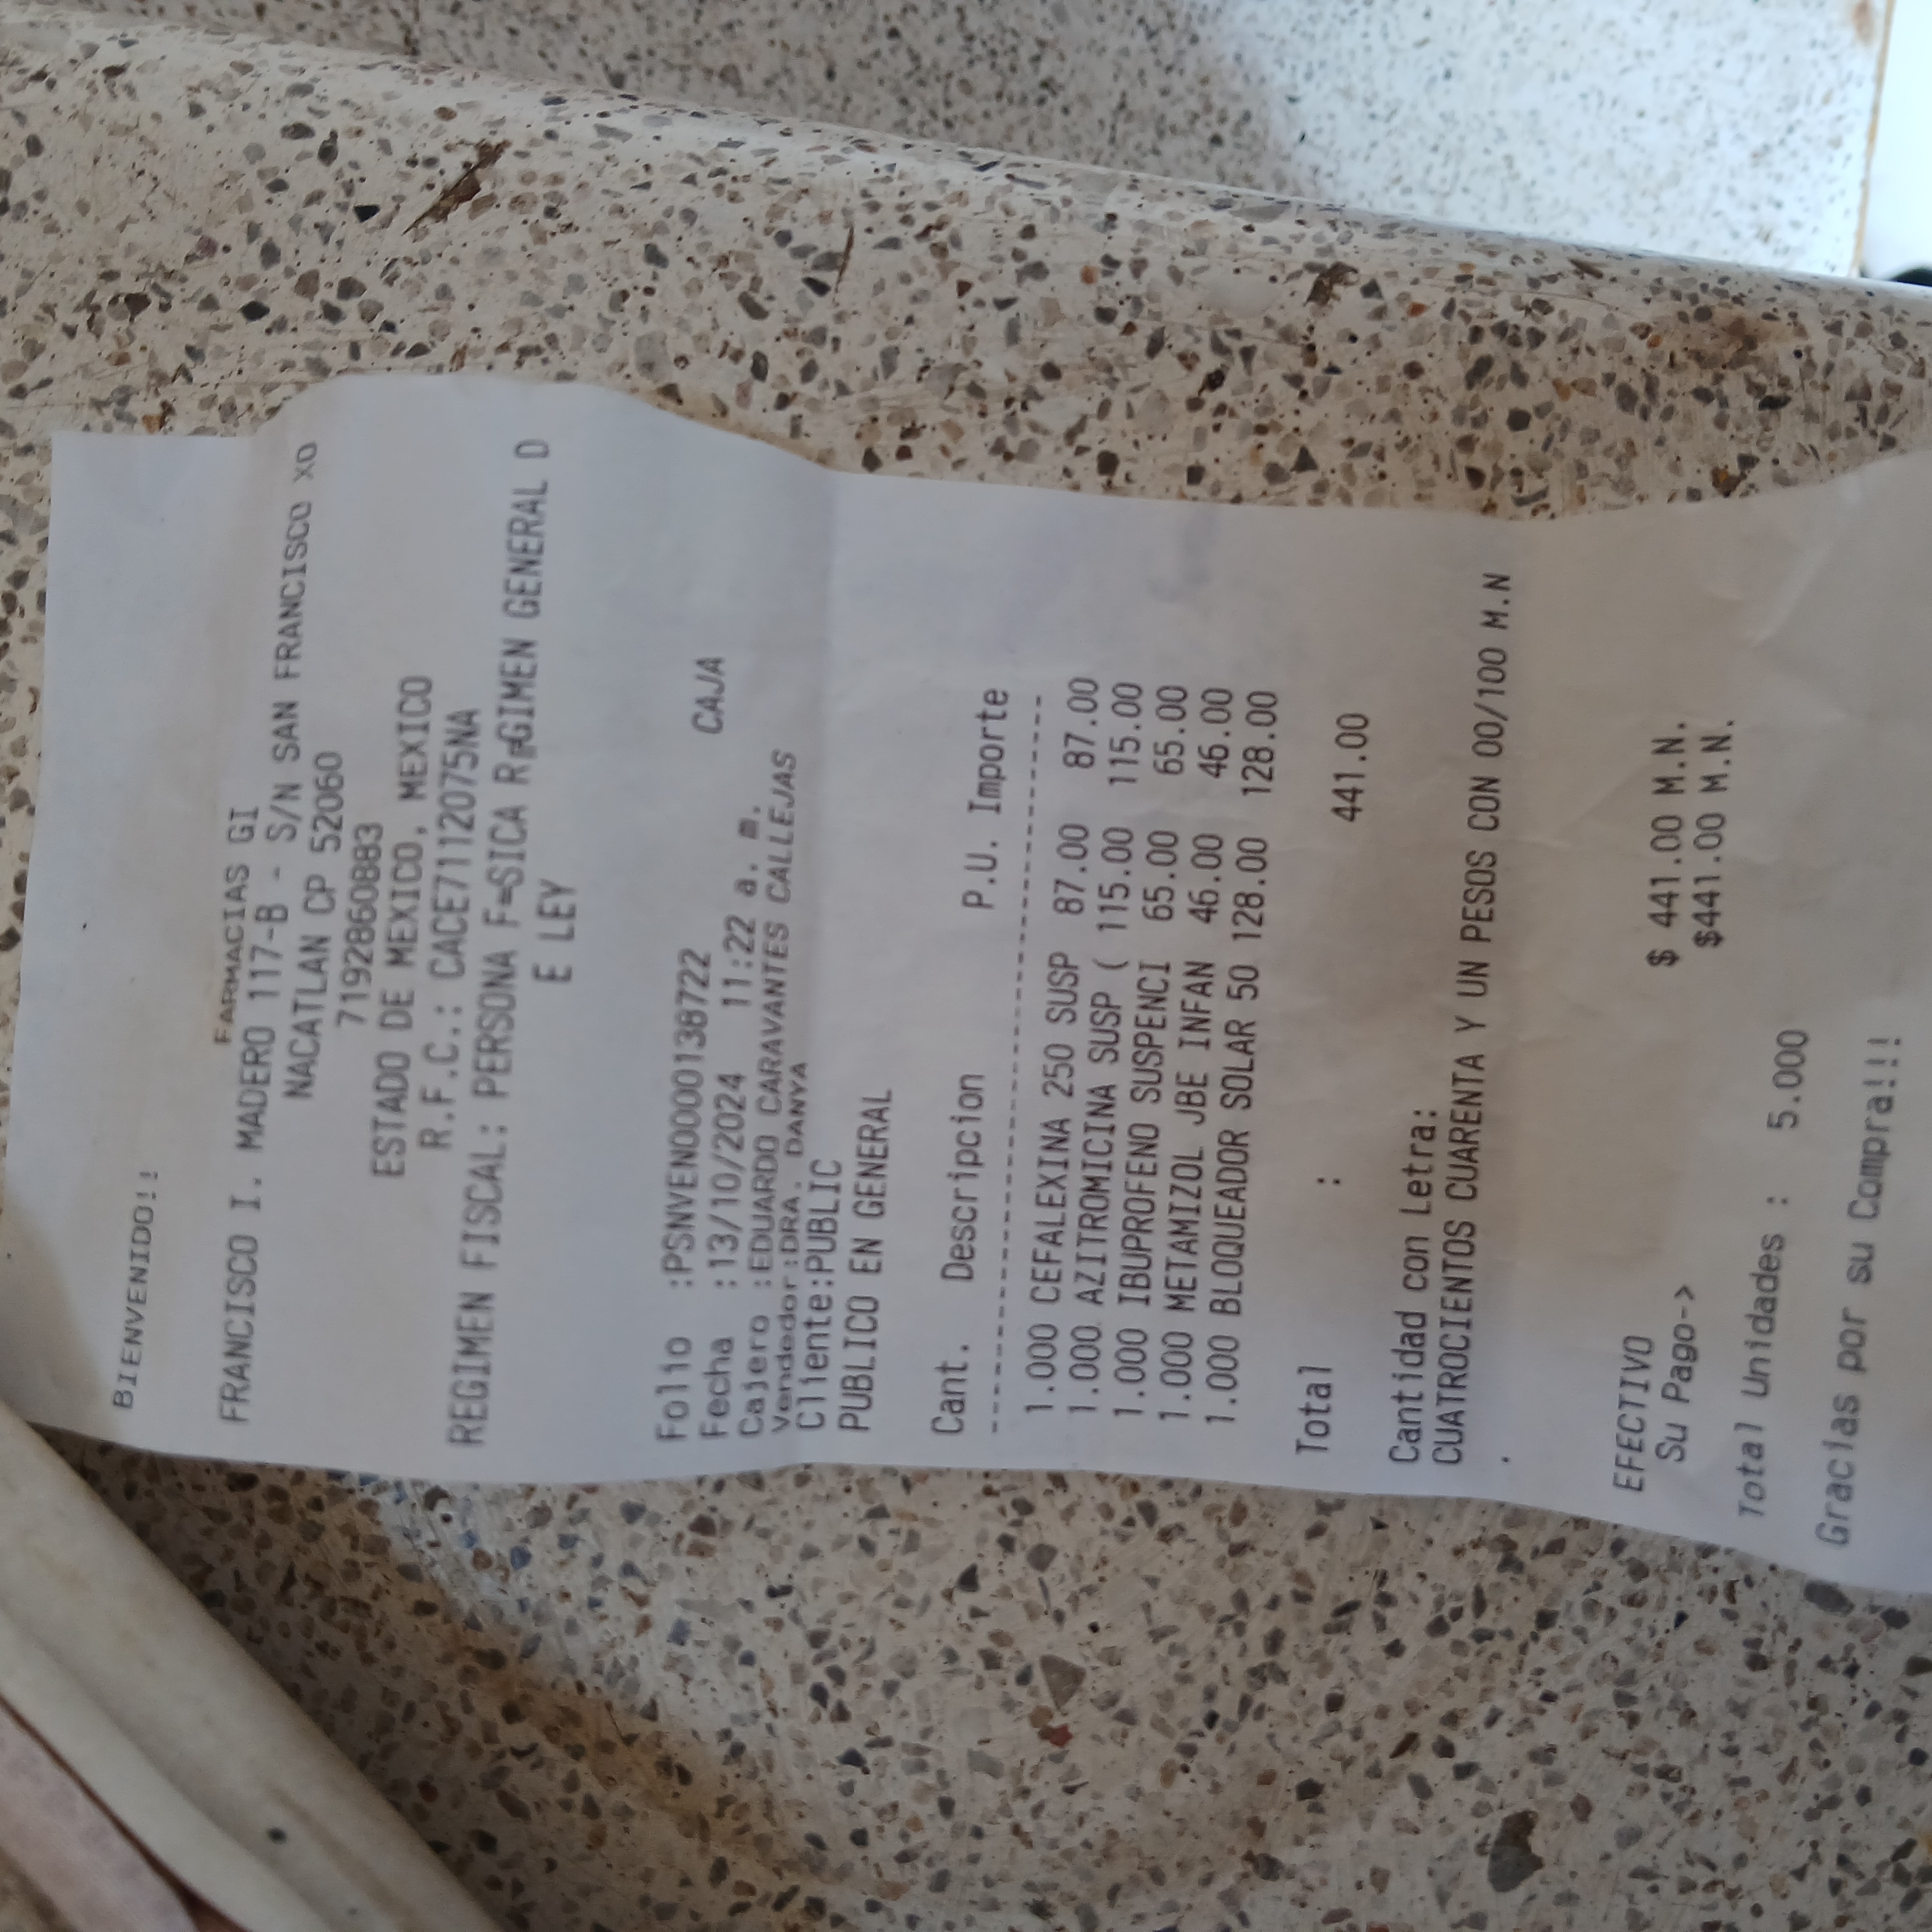 BIENVENIDO!!
FARMACIAS GI
FRANCISCO I. MADERO 117-B - S/N SAN FRANCISCO XO
NACATLAN CP 52060
7192860883
ESTADO DE MEXICO, MEXICO
R.F.C.: CACE71112075NA
REGIMEN FISCAL: PERSONA F=SICA RGIMEN GENERAL D
E LEY
CAJA
Folio :PSNVEN0000138722
Fecha :13/10/2024 11:22 a. m.
Cajero :EDUARDO CARAVANTES CALLEJAS
Vendedor:DRA. DANYA
Cliente:PUBLIC
PUBLICO EN GENERAL
Cant. Descripcion P.U. Importe
1.000 CEFALEXINA 250 SUSP 87.00 87.00
1.000 AZITROMICINA SUSP ( 115.00 115.00
1.000 IBUPROFENO SUSPENCI 65.00 65.00
1.000 METAMIZOL JBE INFAN 46.00 46.00
1.000 BLOQUEADOR SOLAR 50 128.00 128.00
Total : 441.00
Cantidad con Letra:
CUATROCIENTOS CUARENTA Y UN PESOS CON 00/100 M.N
.
EFECTIVO $ 441.00 M.N.
Su Pago-> $441.00 M.N.
Total Unidades : 5.000
Gracias por su Compra!!!